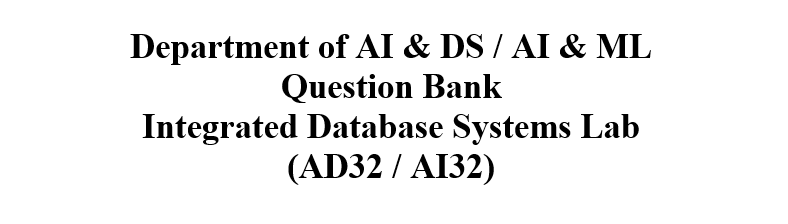 Department of AI & DS / AI & ML
Question Bank
Integrated Database Systems Lab
(AD32 / AI32)